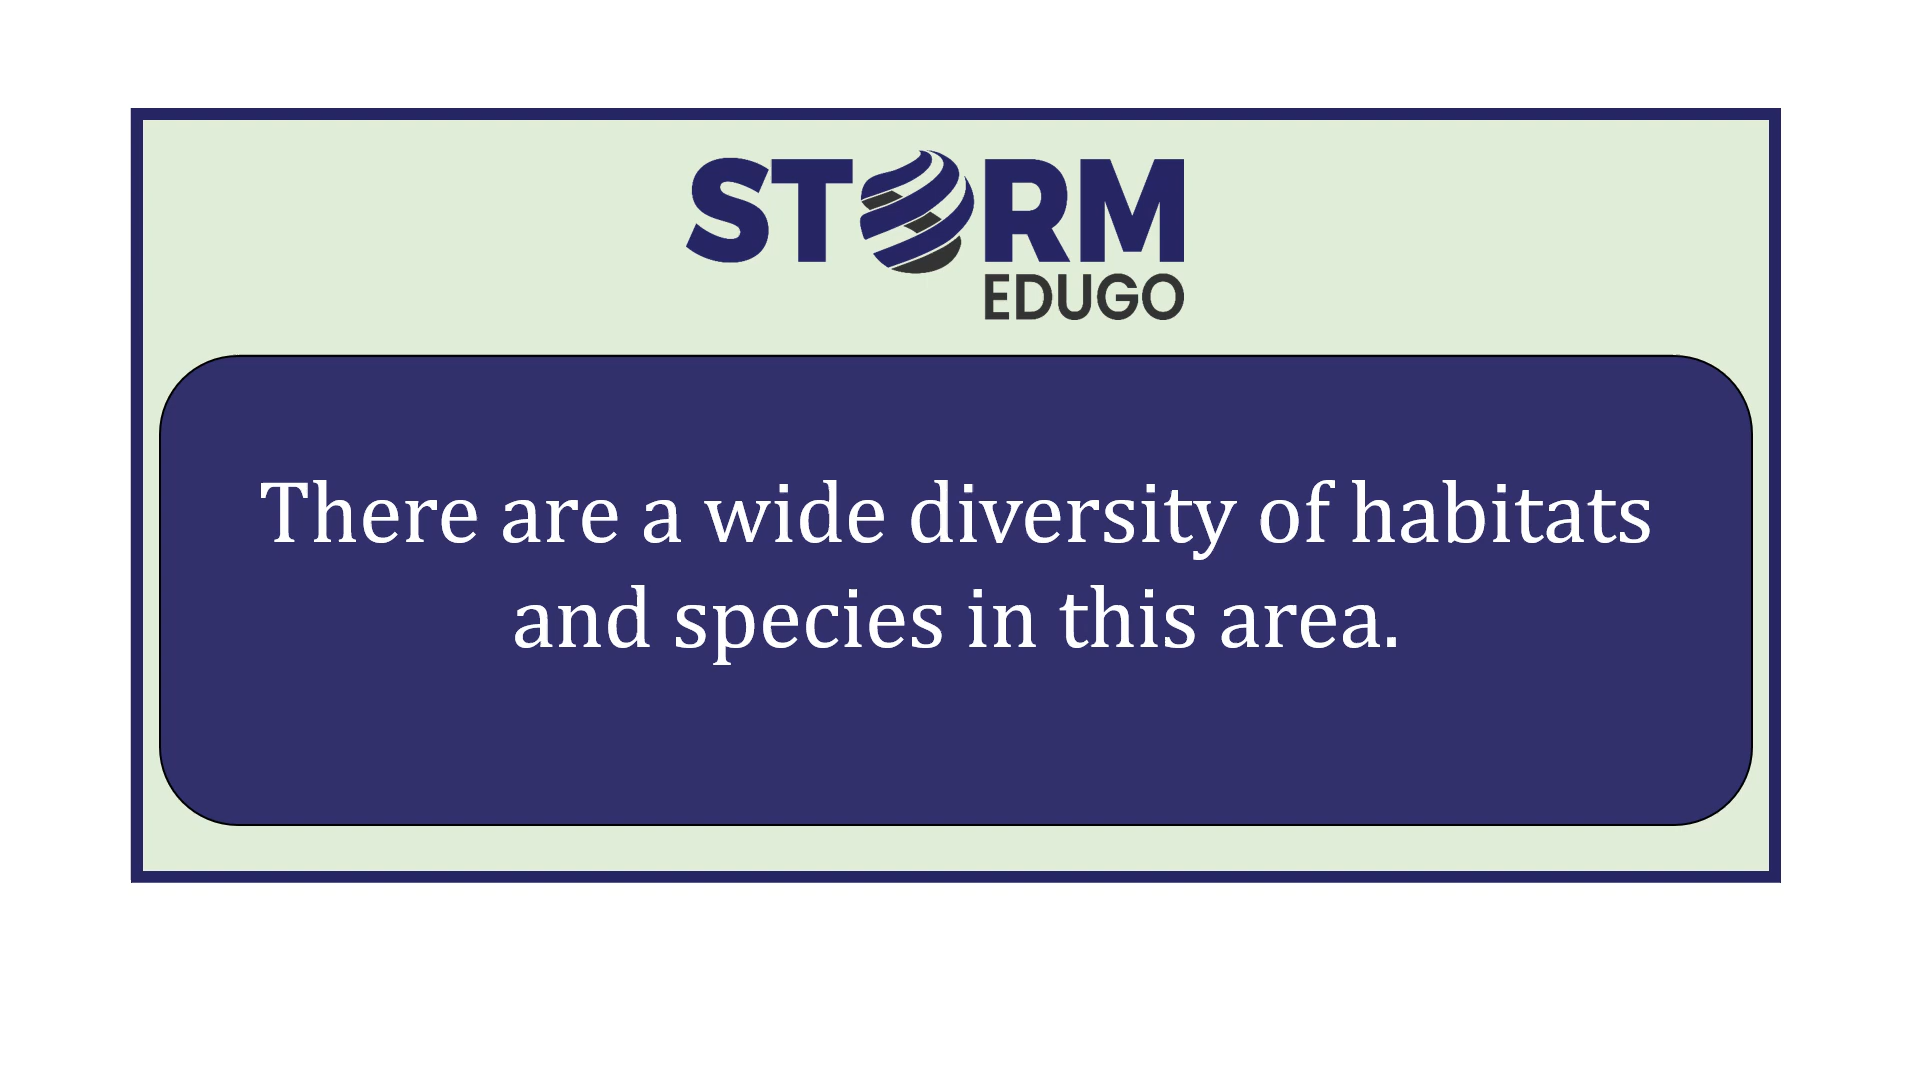 STORM
EDUGO
There are a wide diversity of habitats
and species in this area.